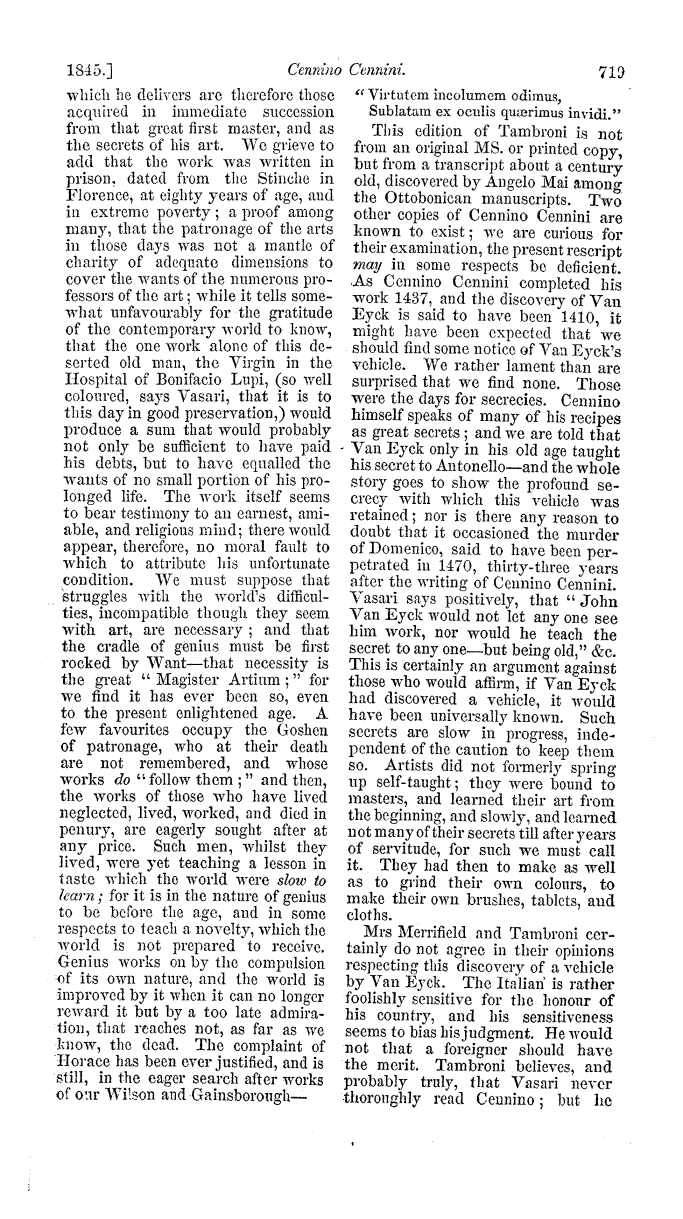 1845.] Cennino Cennini. 719
which he delivers are therefore those
acquired in immediate succession
from that great first master, and as
the secrets of his art. We grieve to
add that the work was written in
prison, dated from the Stinche in
Florence, at eighty years of age, and
in extreme poverty; a proof among
many, that the patronage of the arts
in those days was not a mantle of
charity of adequate dimensions to
cover the wants of the numerous pro-
fessors of the art; while it tells some-
what unfavourably for the gratitude
of the contemporary world to know,
that the one work alone of this de-
serted old man, the Virgin in the
Hospital of Bonifacio Lupi, (so well
coloured, says Vasari, that it is to
this day in good preservation,) would
produce a sum that would probably
not only be sufficient to have paid
his debts, but to have equalled the
wants of no small portion of his pro-
longed life. The work itself seems
to bear testimony to an earnest, ami-
able, and religious mind; there would
appear, therefore, no moral fault to
which to attribute his unfortunate
condition. We must suppose that
struggles with the world's difficul-
ties, incompatible though they seem
with art, are necessary; and that
the cradle of genius must be first
rocked by Want—that necessity is
the great "Magister Artium;" for
we find it has ever been so, even
to the present enlightened age. A
few favourites occupy the Goshen
of patronage, who at their death
are not remembered, and whose
works do "follow them;" and then,
the works of those who have lived
neglected, lived, worked, and died in
penury, are eagerly sought after at
any price. Such men, whilst they
lived, were yet teaching a lesson in
taste which the world were slow to
learn; for it is in the nature of genius
to be before the age, and in some
respects to teach a novelty, which the
world is not prepared to receive.
Genius works on by the compulsion
of its own nature, and the world is
improved by it when it can no longer
reward it but by a too late admira-
tion, that reaches not, as far as we
know, the dead. The complaint of
Horace has been ever justified, and is
still, in the eager search after works
of our Wilson and Gainsborough—
"Virtutem incolumem odimus,
Sublatam ex oculis quærimus invidi."
This edition of Tambroni is not
from an original MS. or printed copy,
but from a transcript about a century
old, discovered by Angelo Mai among
the Ottobonican manuscripts. Two
other copies of Cennino Cennini are
known to exist; we are curious for
their examination, the present rescript
may in some respects be deficient.
As Cennino Cennini completed his
work 1437, and the discovery of Van
Eyck is said to have been 1410, it
might have been expected that we
should find some notice of Van Eyck's
vehicle. We rather lament than are
surprised that we find none. Those
were the days for secrecies. Cennino
himself speaks of many of his recipes
as great secrets; and we are told that
Van Eyck only in his old age taught
his secret to Antonello—and the whole
story goes to show the profound se-
crecy with which this vehicle was
retained; nor is there any reason to
doubt that it occasioned the murder
of Domenico, said to have been per-
petrated in 1470, thirty-three years
after the writing of Cennino Cennini.
Vasari says positively, that "John
Van Eyck would not let any one see
him work, nor would he teach the
secret to any one—but being old," &c.
This is certainly an argument against
those who would affirm, if Van Eyck
had discovered a vehicle, it would
have been universally known. Such
secrets are slow in progress, inde-
pendent of the caution to keep them
so. Artists did not formerly spring
up self-taught; they were bound to
masters, and learned their art from
the beginning, and slowly, and learned
not many of their secrets till after years
of servitude, for such we must call
it. They had then to make as well
as to grind their own colours, to
make their own brushes, tablets, and
cloths.
Mrs Merrifield and Tambroni cer-
tainly do not agree in their opinions
respecting this discovery of a vehicle
by Van Eyck. The Italian is rather
foolishly sensitive for the honour of
his country, and his sensitiveness
seems to bias his judgment. He would
not that a foreigner should have
the merit. Tambroni believes, and
probably truly, that Vasari never
thoroughly read Cennino; but he